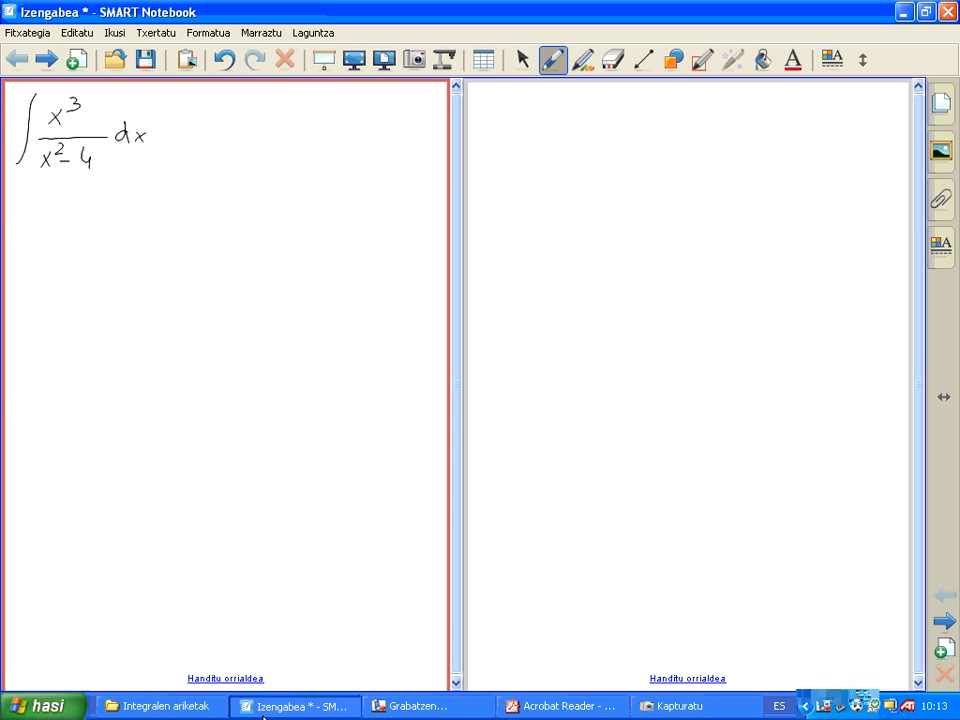 Izengabea * - SMART Notebook
Fitxategia Editatu Ikusi Txertatu Formatua Marraztu Laguntza
∫ x³/(x² - 4) dx
Handitu orrialdea Handitu orrialdea
hasi Integralen ariketak Izengabea * - SM... Grabatzen... Acrobat Reader - ... Kapturatu ES 10:13